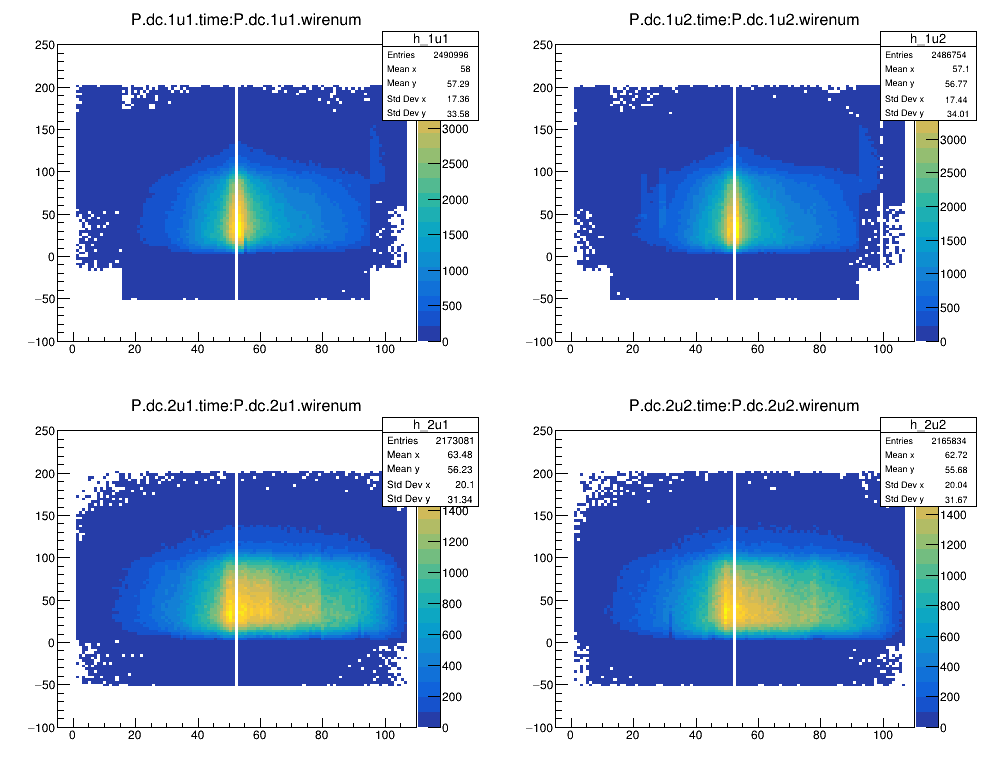 P.dc.1u1.time:P.dc.1u1.wirenum
h_1u1
Entries 2490996
Mean x 58
Mean y 57.29
Std Dev x 17.36
Std Dev y 33.58
250
200
150
100
50
0
−50
−100
0 20 40 60 80 100
3000
2500
2000
1500
1000
500
0
P.dc.1u2.time:P.dc.1u2.wirenum
h_1u2
Entries 2486754
Mean x 57.1
Mean y 56.77
Std Dev x 17.44
Std Dev y 34.01
250
200
150
100
50
0
−50
−100
0 20 40 60 80 100
3000
2500
2000
1500
1000
500
0
P.dc.2u1.time:P.dc.2u1.wirenum
h_2u1
Entries 2173081
Mean x 63.48
Mean y 56.23
Std Dev x 20.1
Std Dev y 31.34
250
200
150
100
50
0
−50
−100
0 20 40 60 80 100
1400
1200
1000
800
600
400
200
0
P.dc.2u2.time:P.dc.2u2.wirenum
h_2u2
Entries 2165834
Mean x 62.72
Mean y 55.68
Std Dev x 20.04
Std Dev y 31.67
250
200
150
100
50
0
−50
−100
0 20 40 60 80 100
1400
1200
1000
800
600
400
200
0